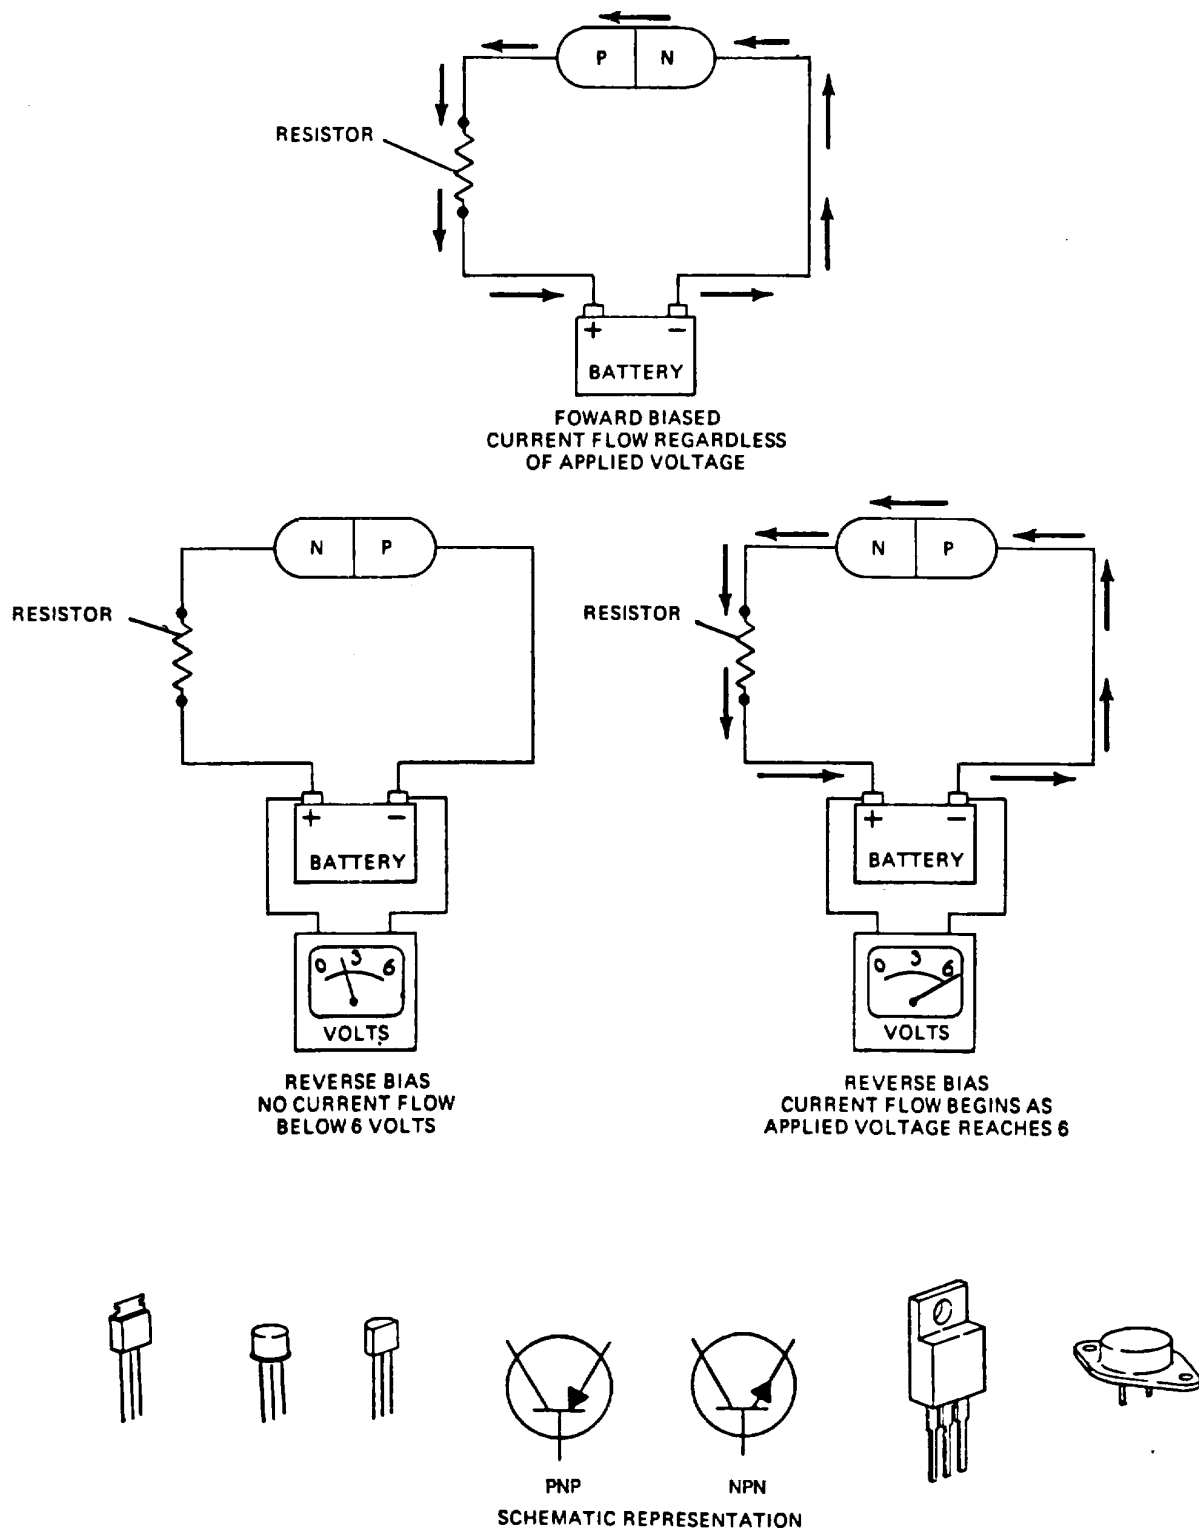 P N
RESISTOR
+ −
BATTERY
FOWARD BIASED
CURRENT FLOW REGARDLESS
OF APPLIED VOLTAGE
N P
RESISTOR
+ −
BATTERY
0 3 6
VOLTS
REVERSE BIAS
NO CURRENT FLOW
BELOW 6 VOLTS
N P
RESISTOR
+ −
BATTERY
0 3 6
VOLTS
REVERSE BIAS
CURRENT FLOW BEGINS AS
APPLIED VOLTAGE REACHES 6
PNP
NPN
SCHEMATIC REPRESENTATION